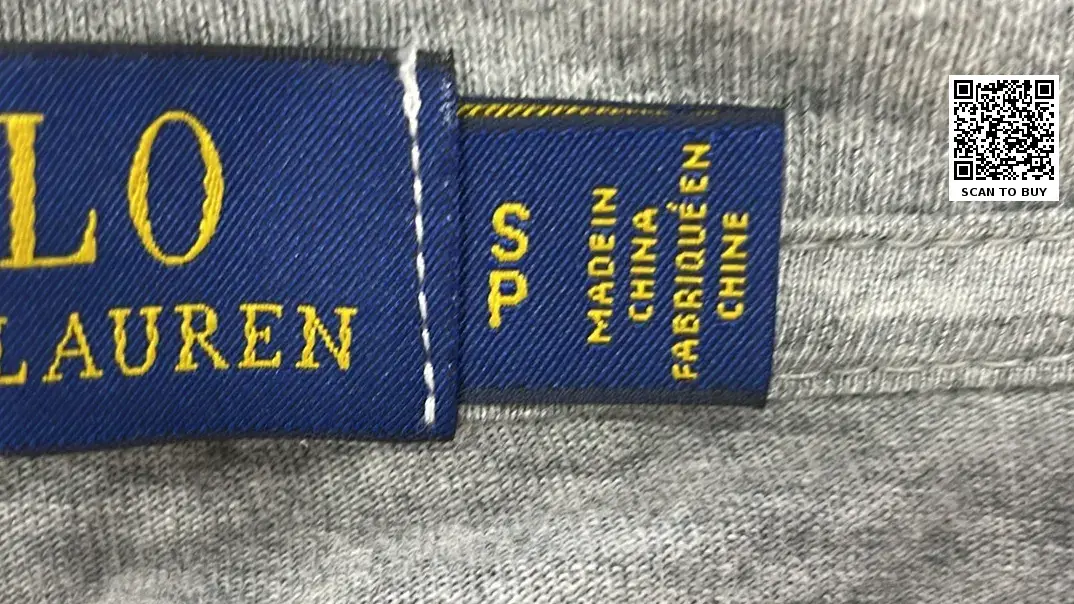 LO
LAUREN
S
P
MADE IN
CHINA
FABRIQUÉ EN
CHINE
SCAN TO BUY